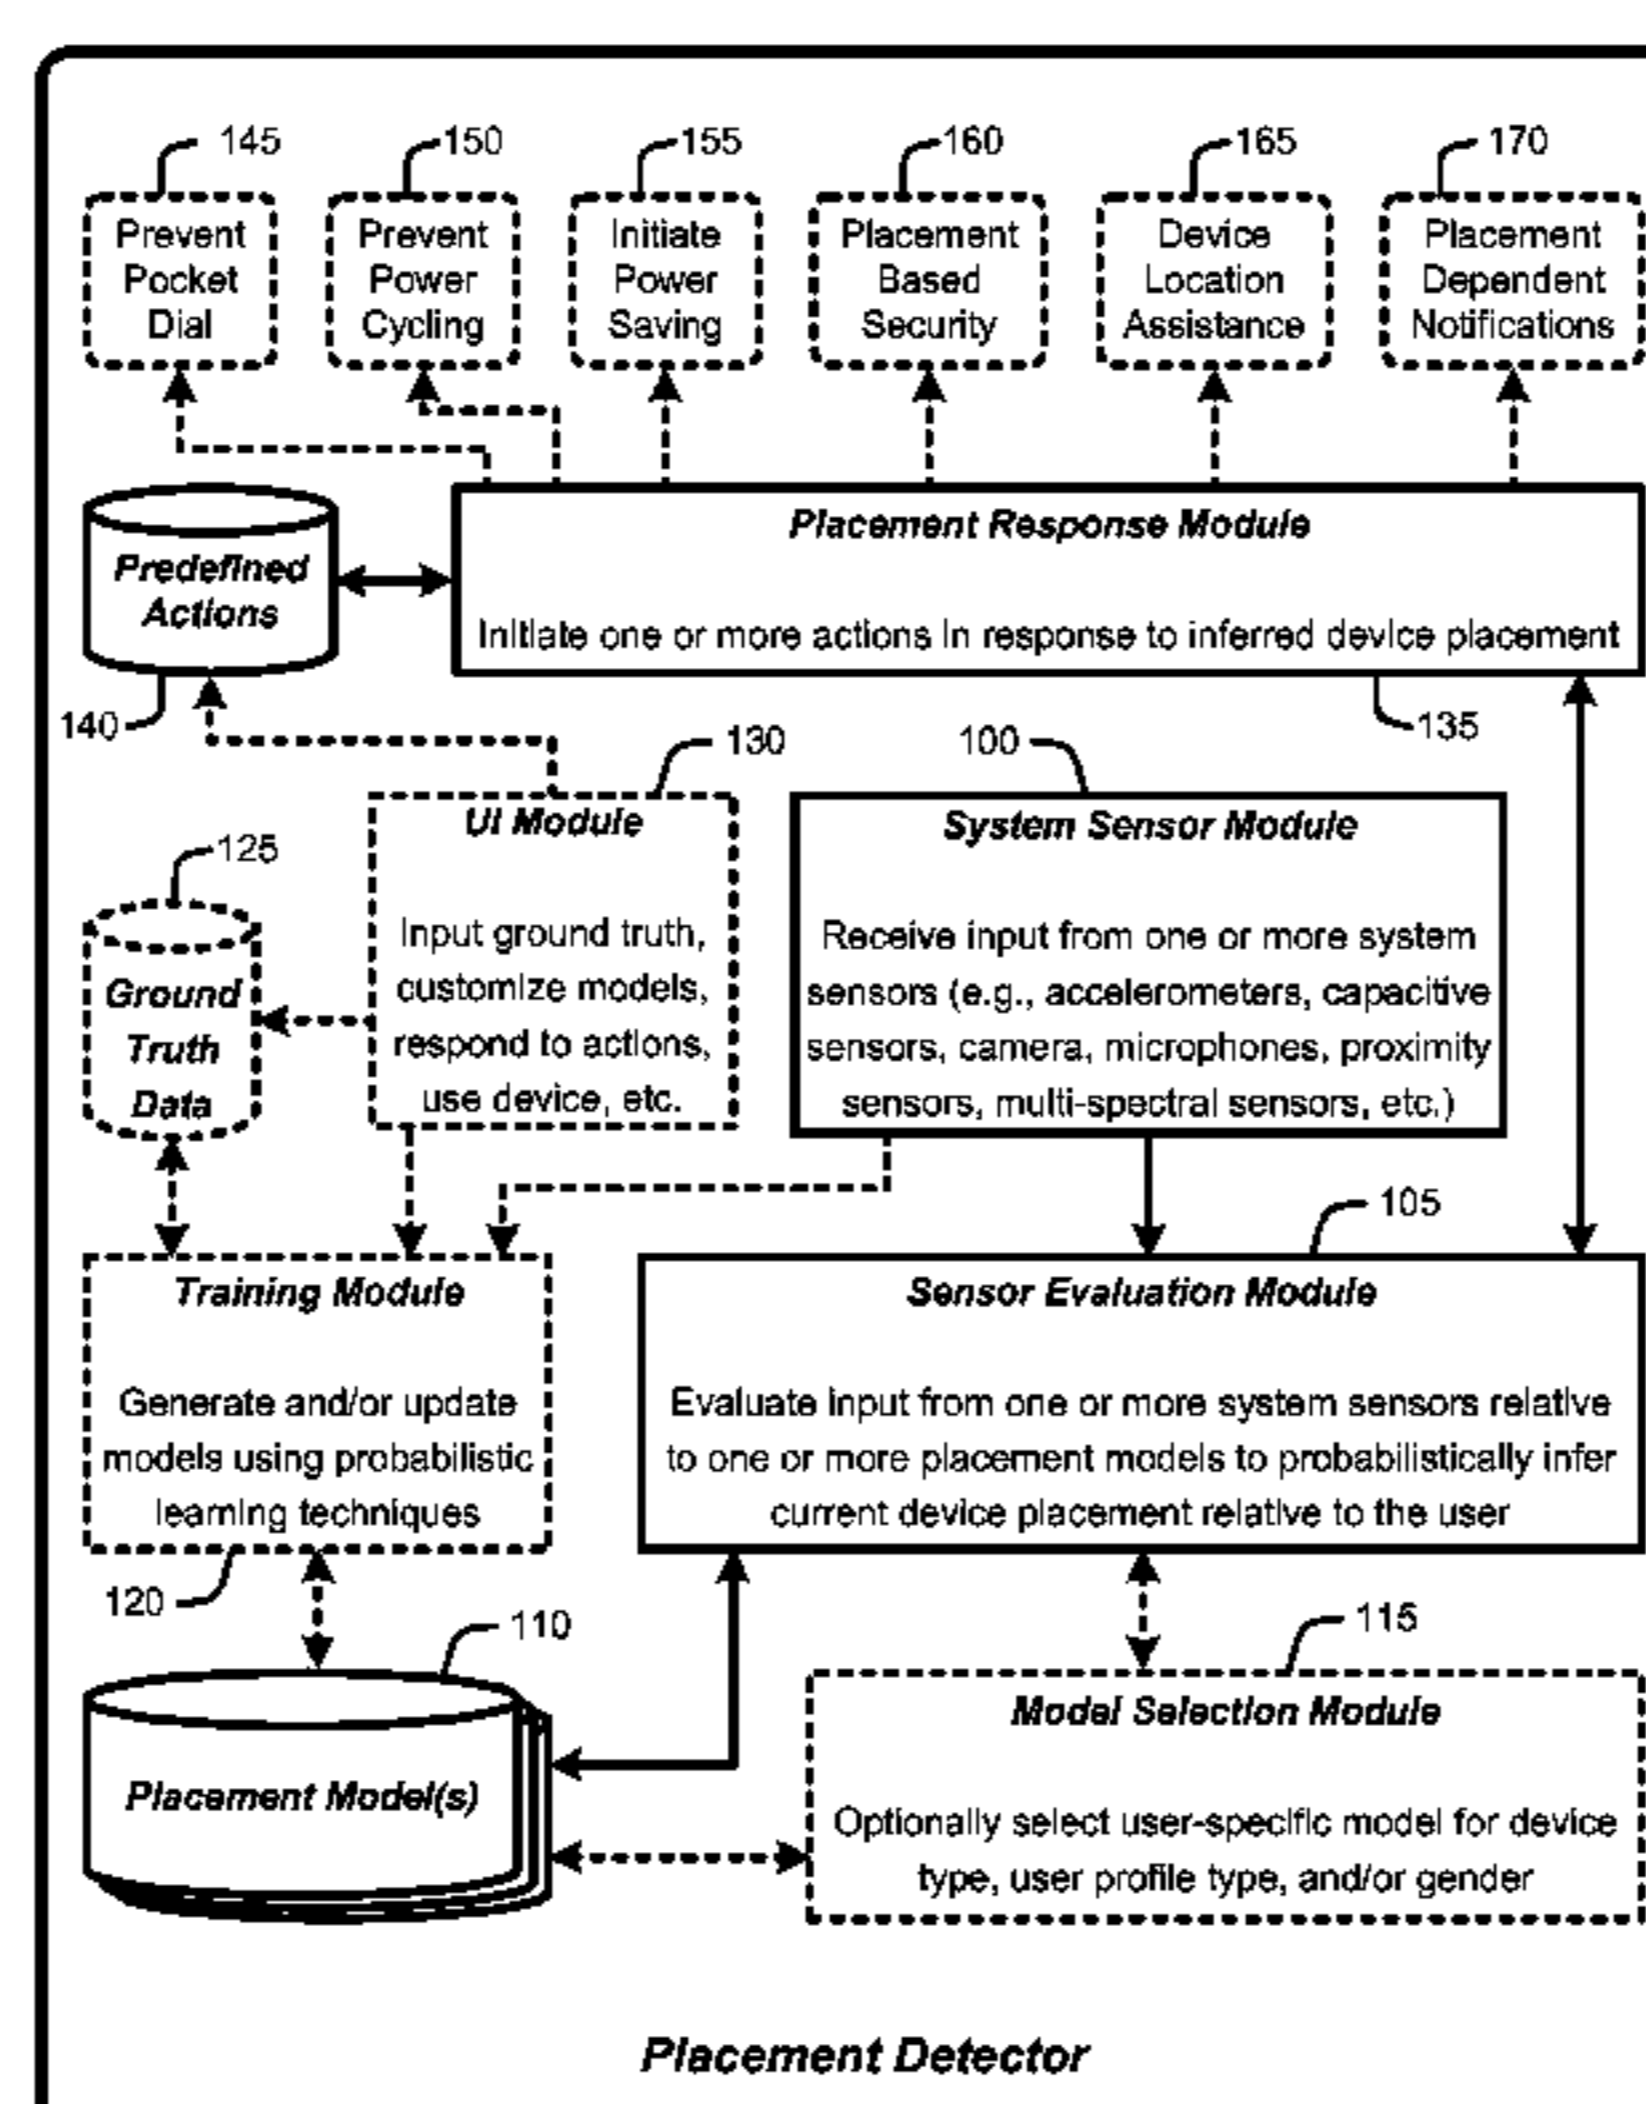 145
150
155
160
165
170
Prevent
Pocket
Dial
Prevent
Power
Cycling
Initiate
Power
Saving
Placement
Based
Security
Device
Location
Assistance
Placement
Dependent
Notifications
Predefined
Actions
Placement Response Module
Initiate one or more actions in response to inferred device placement
140
135
130
100
UI Module
Input ground truth,
customize models,
respond to actions,
use device, etc.
System Sensor Module
Receive input from one or more system
sensors (e.g., accelerometers, capacitive
sensors, camera, microphones, proximity
sensors, multi-spectral sensors, etc.)
125
Ground
Truth
Data
105
Training Module
Generate and/or update
models using probabilistic
learning techniques
Sensor Evaluation Module
Evaluate input from one or more system sensors relative
to one or more placement models to probabilistically infer
current device placement relative to the user
120
110
115
Placement Model(s)
Model Selection Module
Optionally select user-specific model for device
type, user profile type, and/or gender
Placement Detector